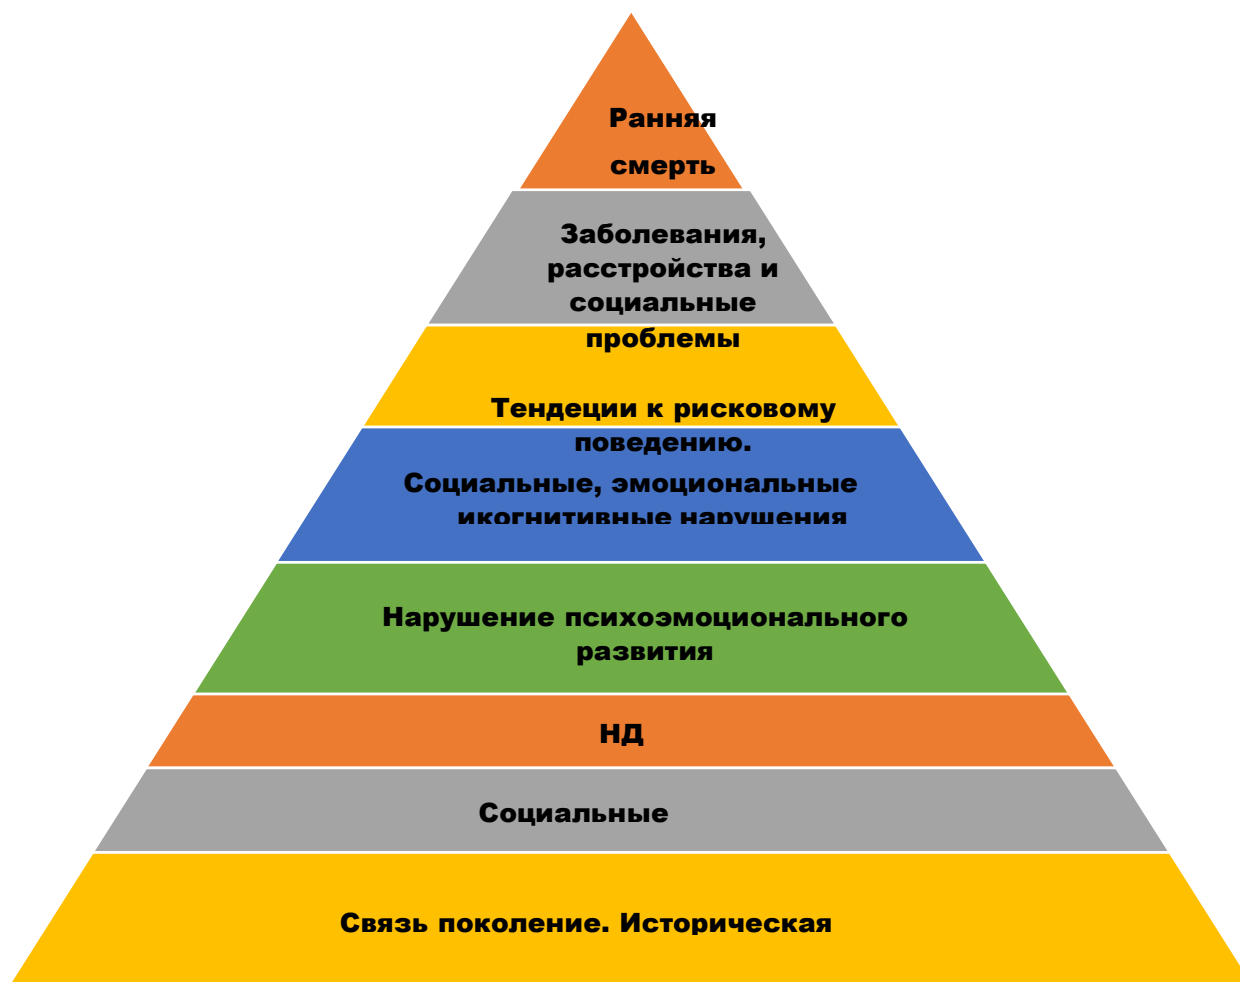 Ранняя
смерть
Заболевания,
расстройства и
социальные
проблемы
Тендеции к рисковому
поведению.
Социальные, эмоциональные
икогнитивные нарушения
Нарушение психоэмоционального
развития
НД
Социальные
Связь поколение. Историческая